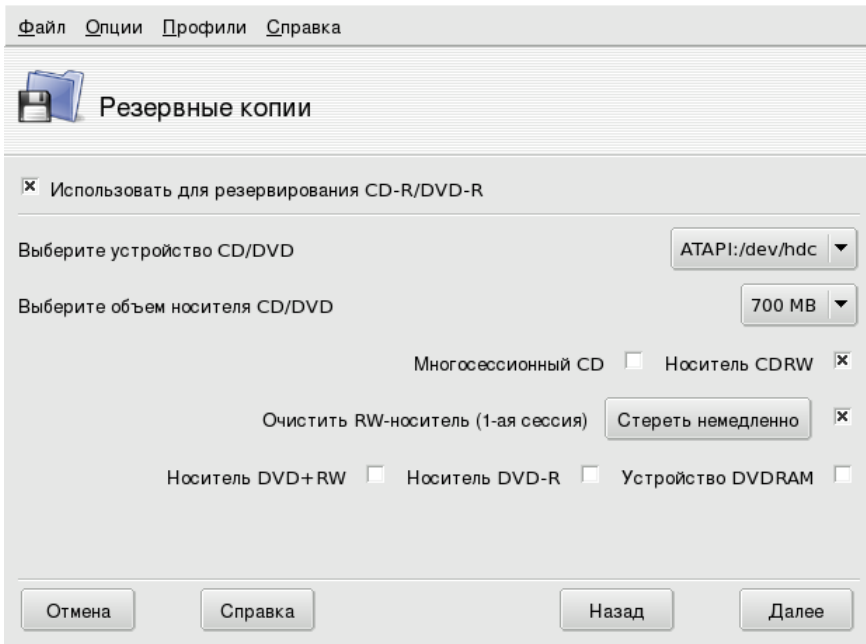 Файл Опции Профили Справка
Резервные копии
Использовать для резервирования CD-R/DVD-R
Выберите устройство CD/DVD ATAPI:/dev/hdc
Выберите объем носителя CD/DVD 700 MB
Многосессионный CD Носитель CDRW
Очистить RW-носитель (1-ая сессия) Стереть немедленно
Носитель DVD+RW Носитель DVD-R Устройство DVDRAM
Отмена Справка Назад Далее